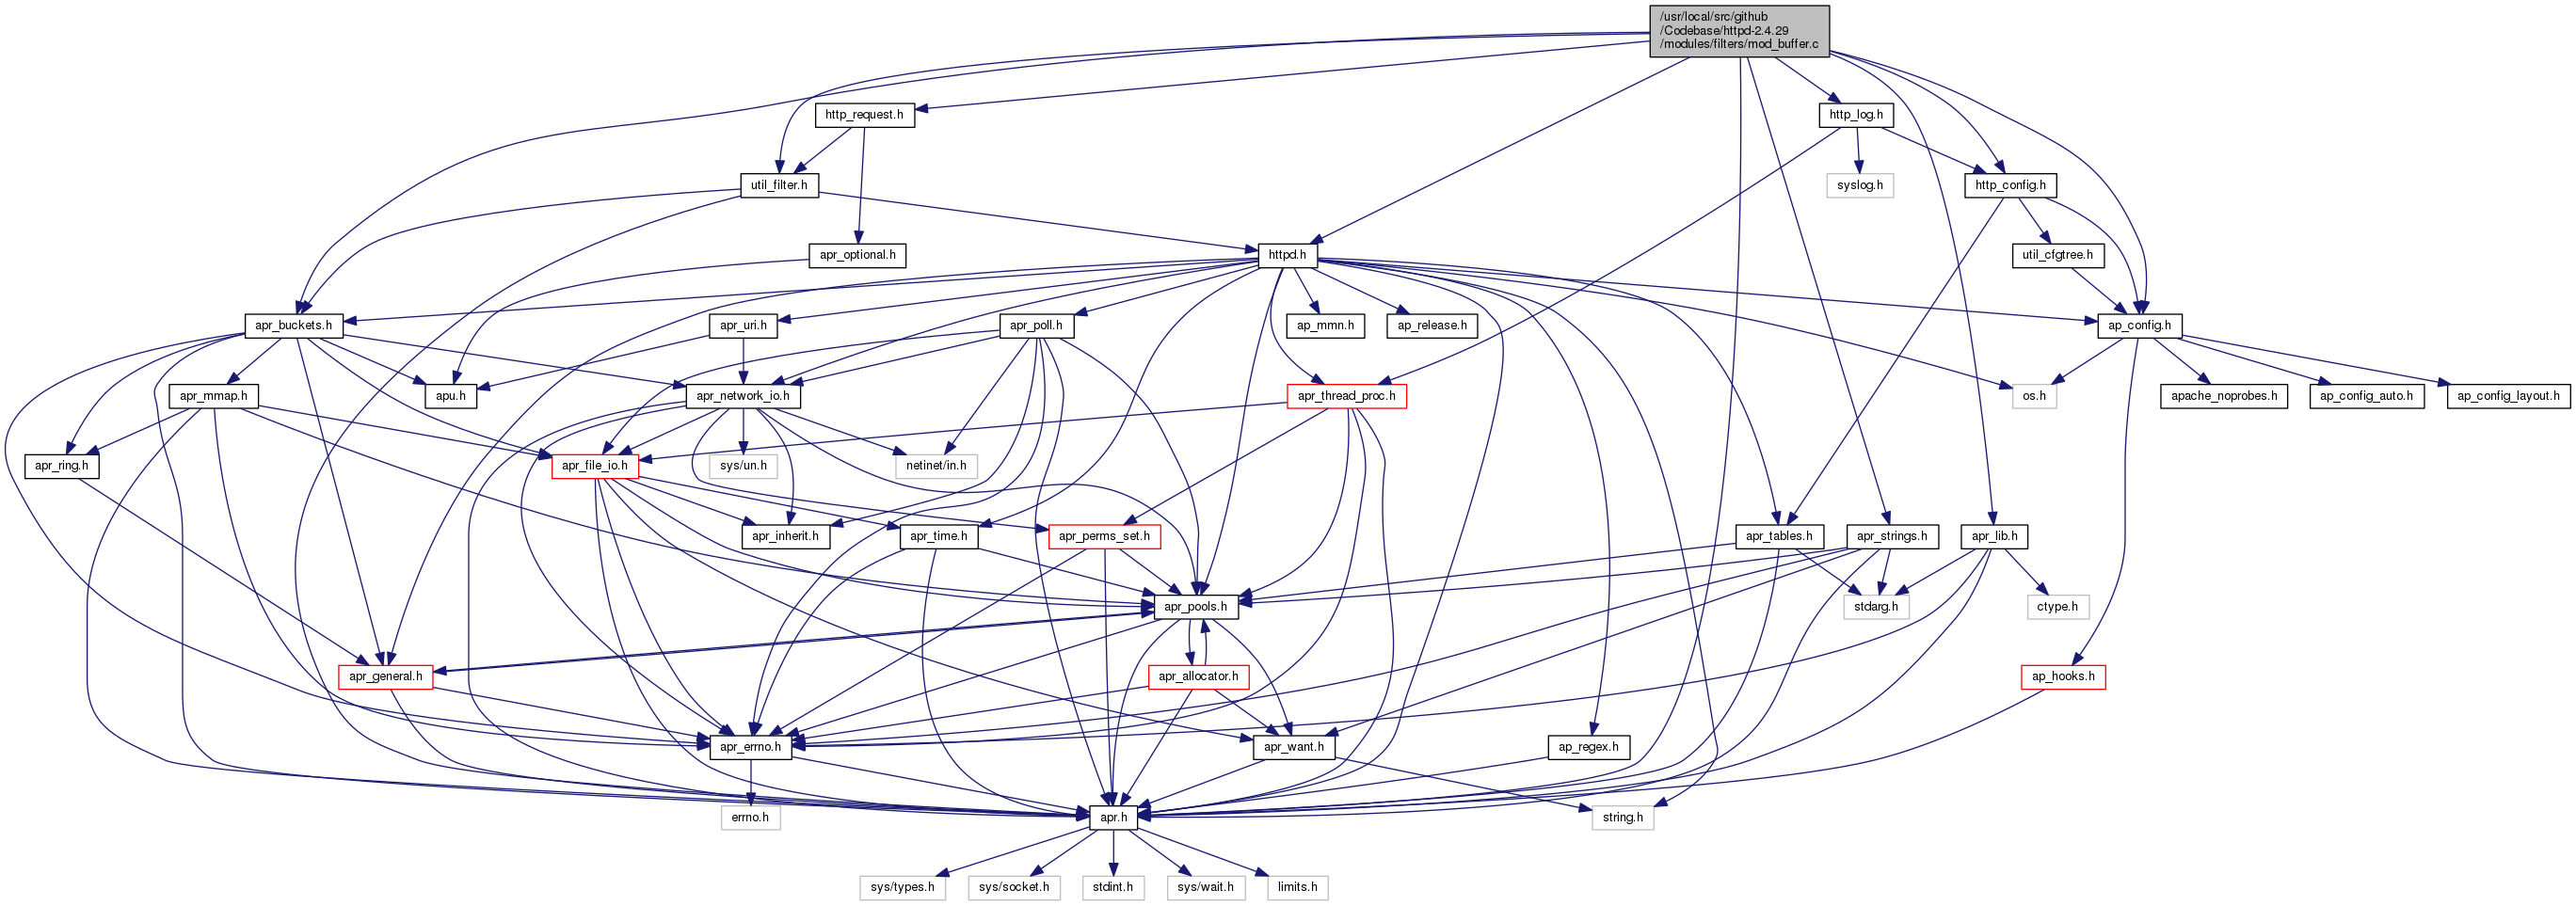 /usr/local/src/github
/Codebase/httpd-2.4.29
/modules/filters/mod_buffer.c
http_request.h
http_log.h
util_filter.h
syslog.h
http_config.h
apr_optional.h
httpd.h
util_cfgtree.h
apr_buckets.h
apr_uri.h
apr_poll.h
ap_mmn.h
ap_release.h
ap_config.h
apr_mmap.h
apu.h
apr_network_io.h
apr_thread_proc.h
os.h
apache_noprobes.h
ap_config_auto.h
ap_config_layout.h
apr_ring.h
apr_file_io.h
sys/un.h
netinet/in.h
apr_inherit.h
apr_time.h
apr_perms_set.h
apr_tables.h
apr_strings.h
apr_lib.h
apr_pools.h
stdarg.h
ctype.h
apr_general.h
apr_allocator.h
ap_hooks.h
apr_errno.h
apr_want.h
ap_regex.h
errno.h
apr.h
string.h
sys/types.h
sys/socket.h
stdint.h
sys/wait.h
limits.h